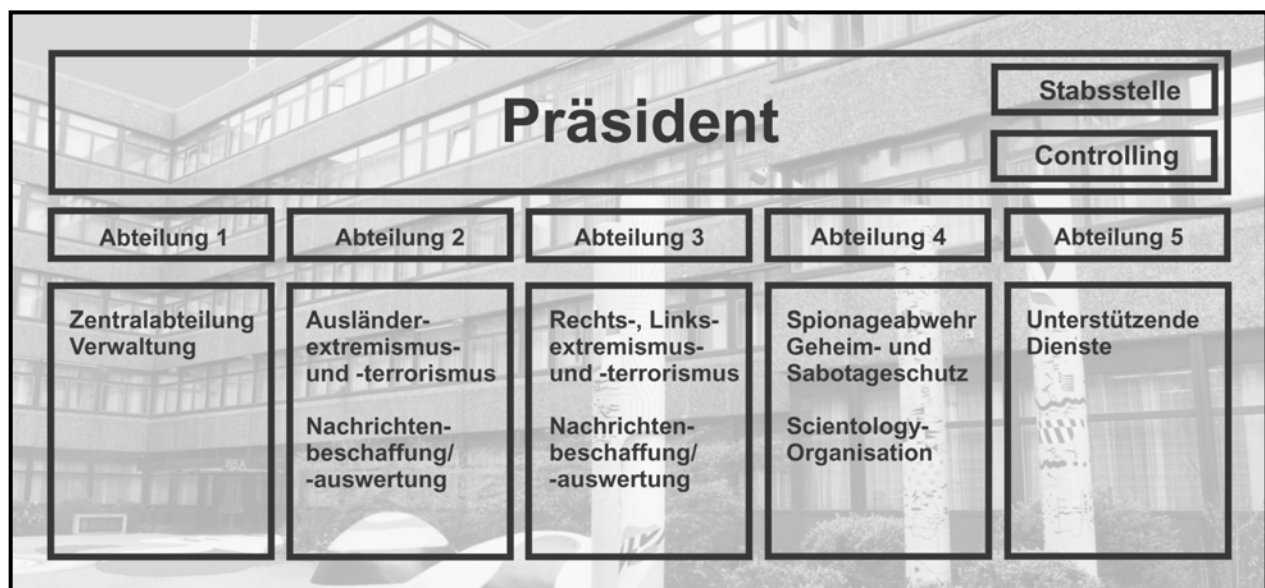 Präsident
Stabsstelle
Controlling
Abteilung 1
Abteilung 2
Abteilung 3
Abteilung 4
Abteilung 5
Zentralabteilung
Verwaltung
Ausländer-
extremismus-
und -terrorismus
Nachrichten-
beschaffung/
-auswertung
Rechts-, Links-
extremismus-
und -terrorismus
Nachrichten-
beschaffung/
-auswertung
Spionageabwehr
Geheim- und
Sabotageschutz
Scientology-
Organisation
Unterstützende
Dienste